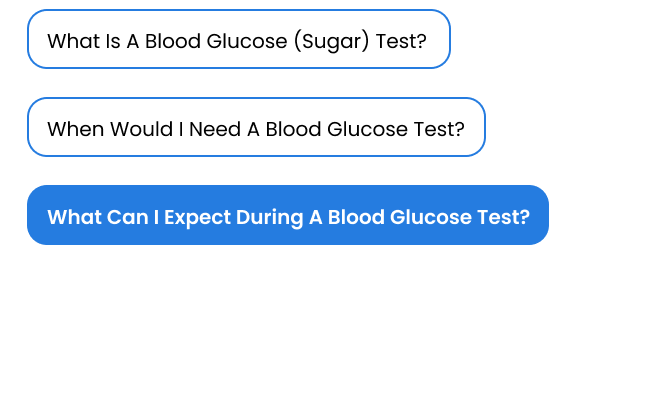 What Is A Blood Glucose (Sugar) Test?
When Would I Need A Blood Glucose Test?
What Can I Expect During A Blood Glucose Test?